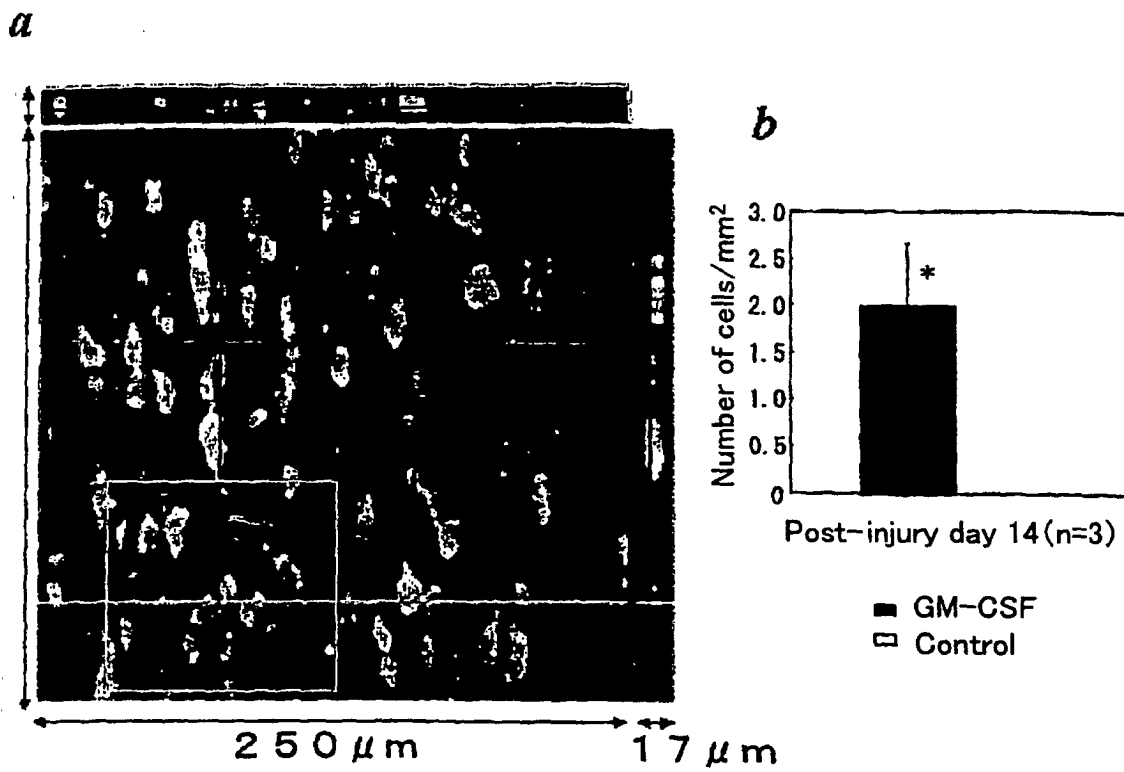 a
b
Number of cells/mm²
3.0
2.5
2.0
1.5
1.0
0.5
0
*
Post-injury day 14(n=3)
GM-CSF
Control
250μm
17μm